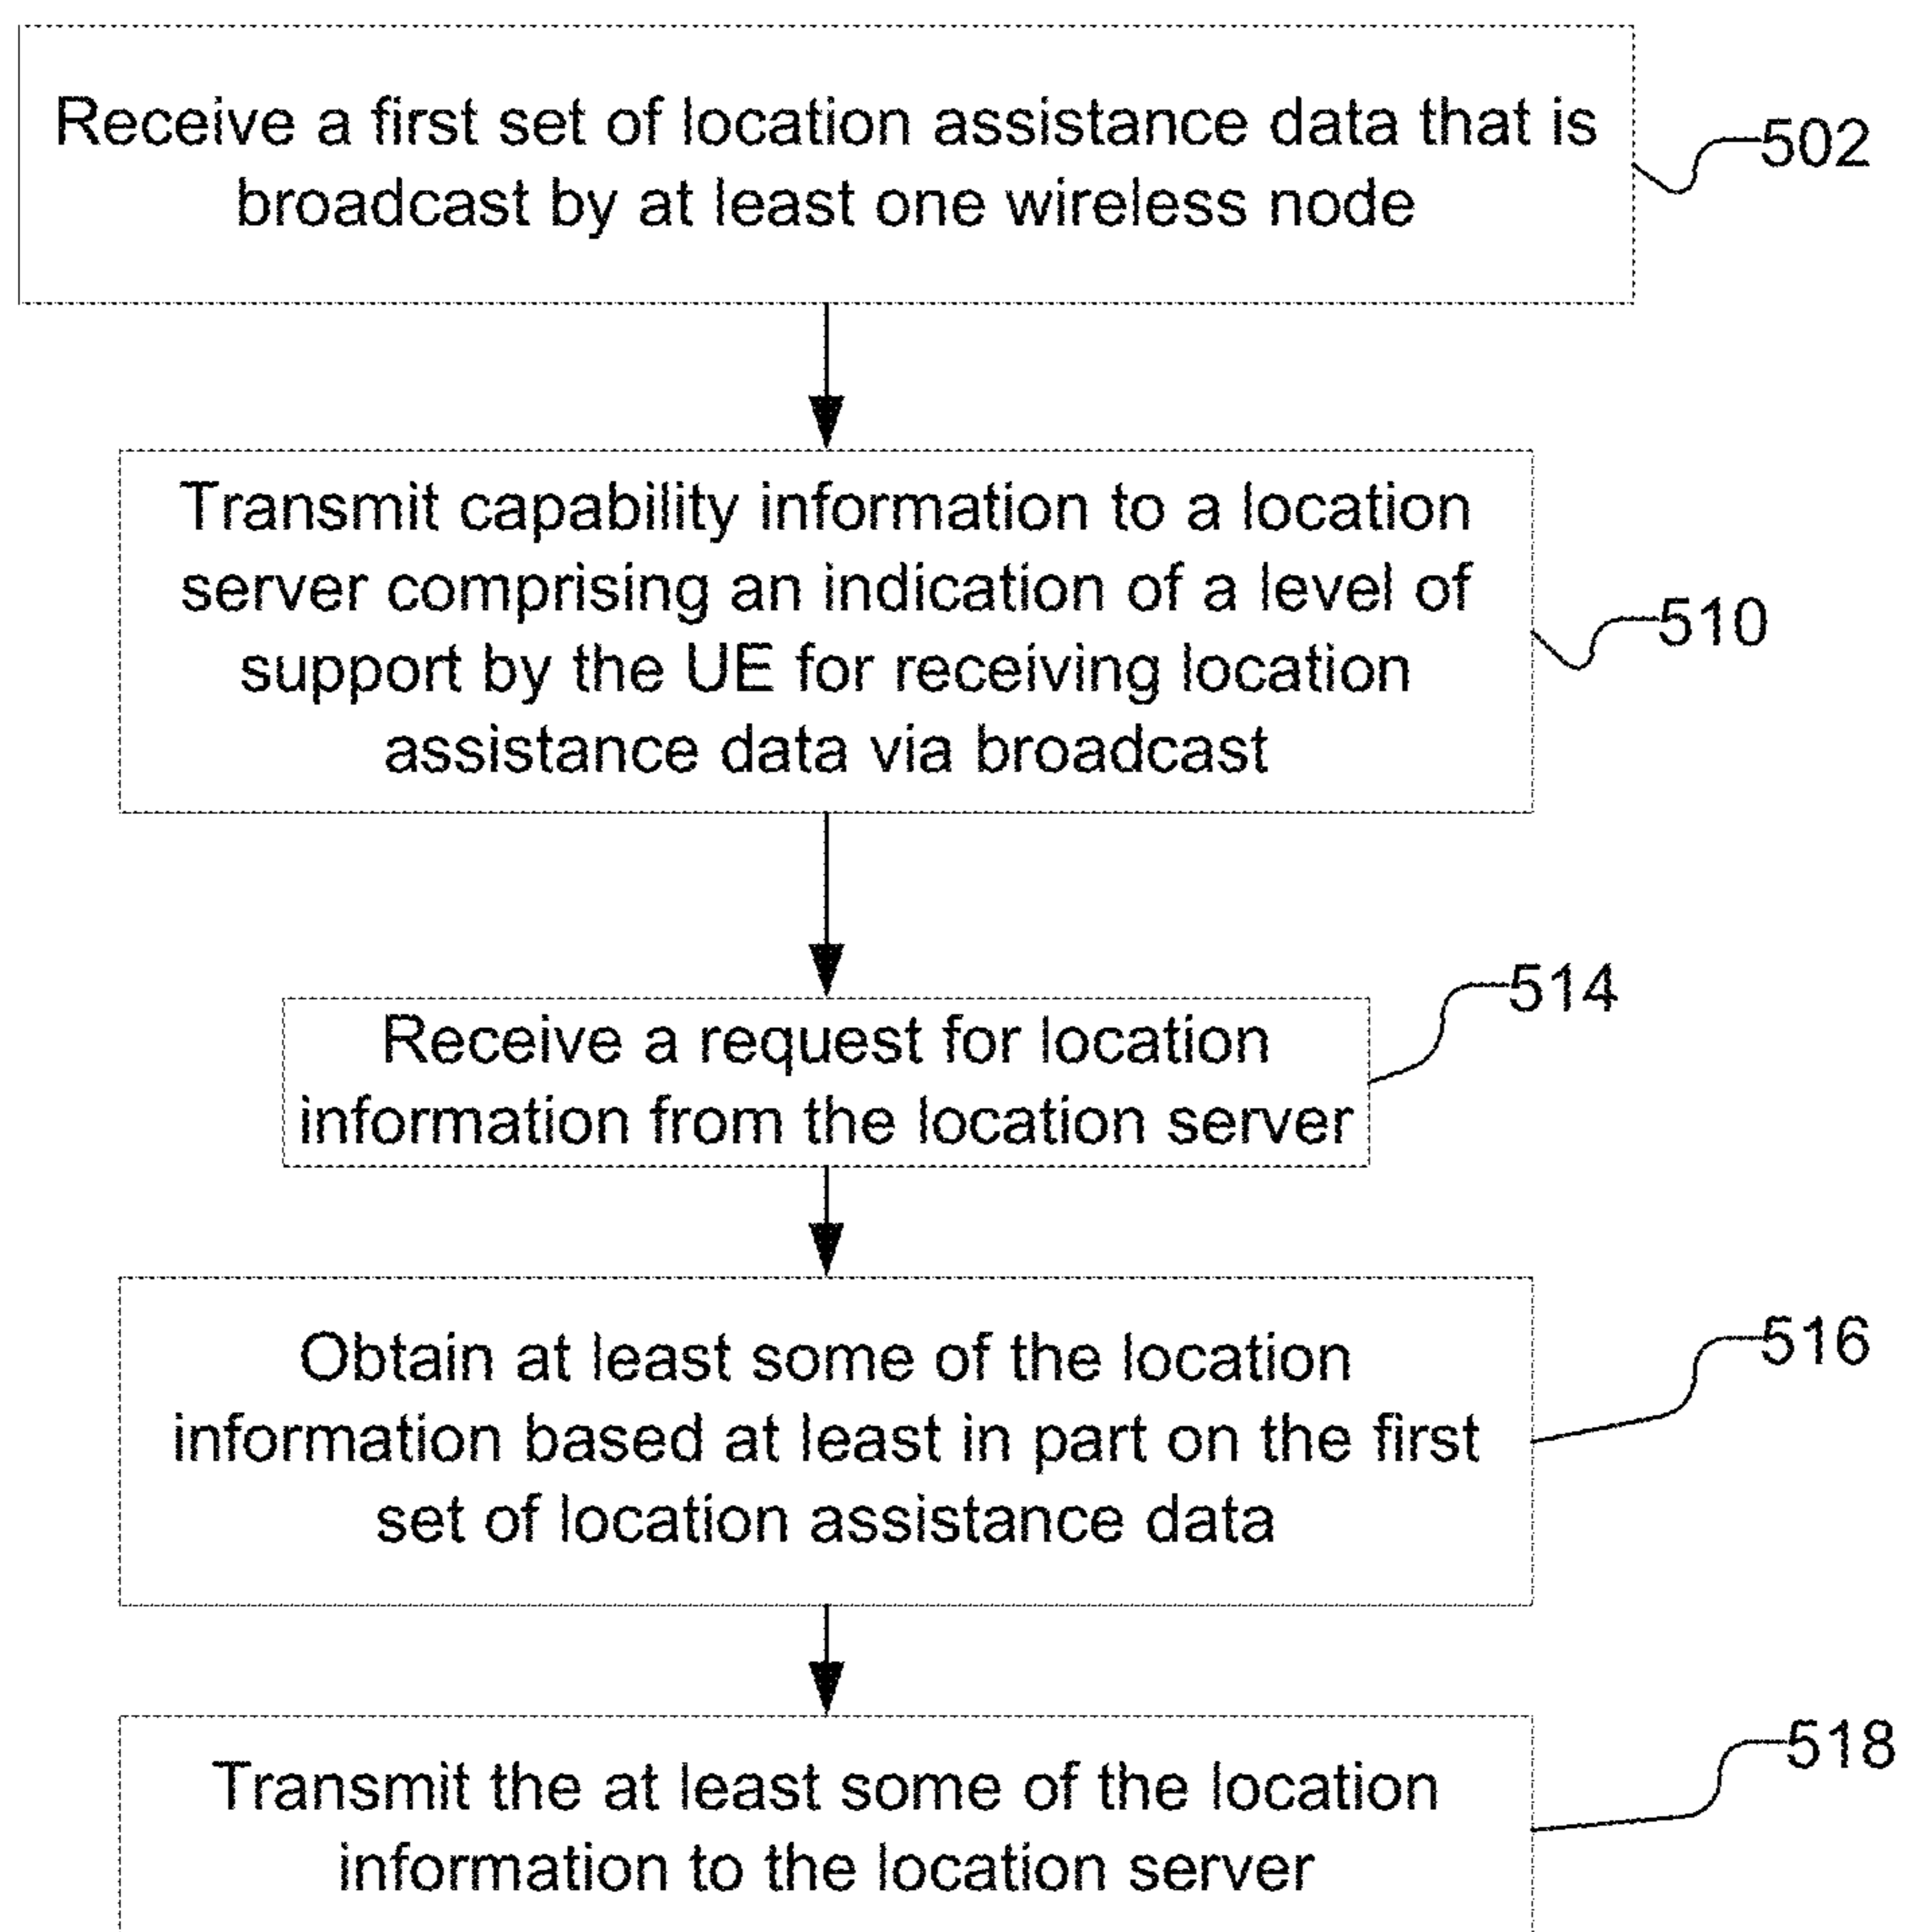 Receive a first set of location assistance data that is
broadcast by at least one wireless node
502
Transmit capability information to a location
server comprising an indication of a level of
support by the UE for receiving location
assistance data via broadcast
510
Receive a request for location
information from the location server
514
Obtain at least some of the location
information based at least in part on the first
set of location assistance data
516
Transmit the at least some of the location
information to the location server
518